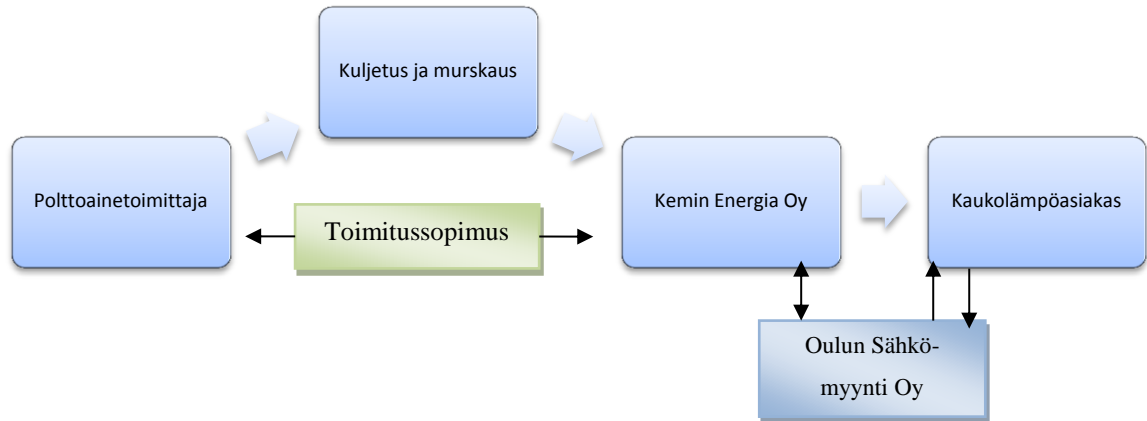 Kuljetus ja murskaus
Polttoainetoimittaja
Toimitussopimus
Kemin Energia Oy
Kaukolämpöasiakas
Oulun Sähkö-
myynti Oy